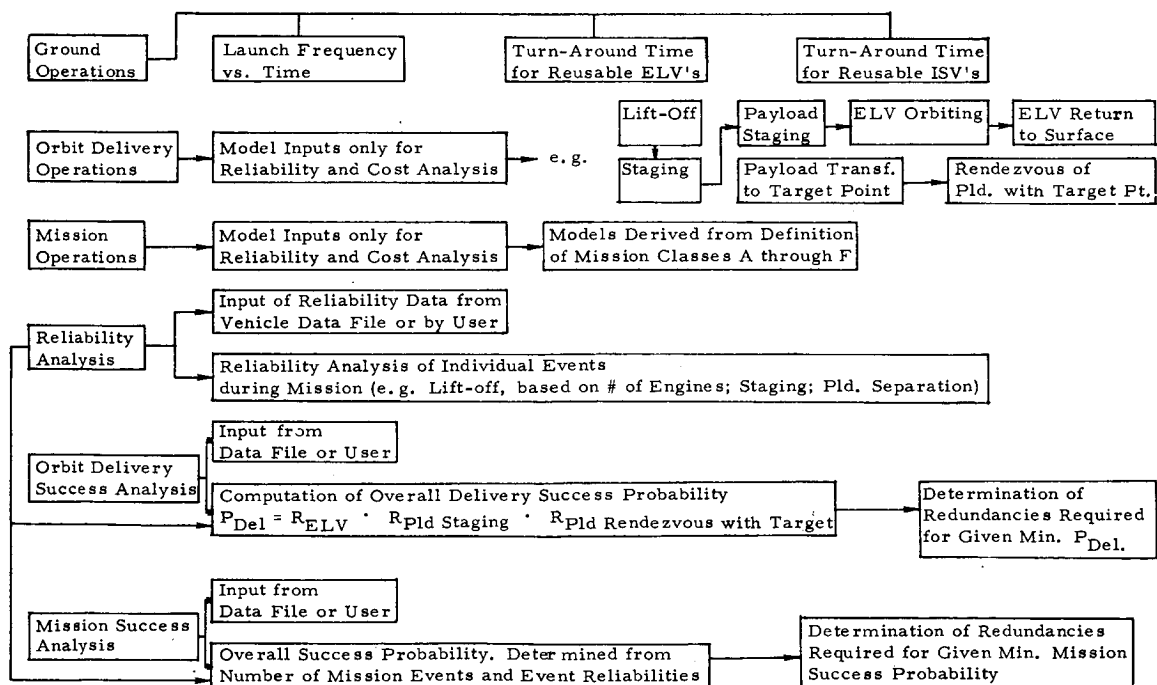 Ground
Operations
Launch Frequency
vs. Time
Turn-Around Time
for Reusable ELV's
Turn-Around Time
for Reusable ISV's
Orbit Delivery
Operations
Model Inputs only for
Reliability and Cost Analysis
e.g.
Lift-Off
Staging
Payload
Staging
ELV Orbiting
ELV Return
to Surface
Payload Transf.
to Target Point
Rendezvous of
Pld. with Target Pt.
Mission
Operations
Model Inputs only for
Reliability and Cost Analysis
Models Derived from Definition
of Mission Classes A through F
Reliability
Analysis
Input of Reliability Data from
Vehicle Data File or by User
Reliability Analysis of Individual Events
during Mission (e.g. Lift-off, based on # of Engines; Staging; Pld. Separation)
Orbit Delivery
Success Analysis
Input from
Data File or User
Computation of Overall Delivery Success Probability
P_Del = R_ELV · R_Pld Staging · R_Pld Rendezvous with Target
Determination of
Redundancies Required
for Given Min. P_Del.
Mission Success
Analysis
Input from
Data File or User
Overall Success Probability. Determined from
Number of Mission Events and Event Reliabilities
Determination of Redundancies
Required for Given Min. Mission
Success Probability